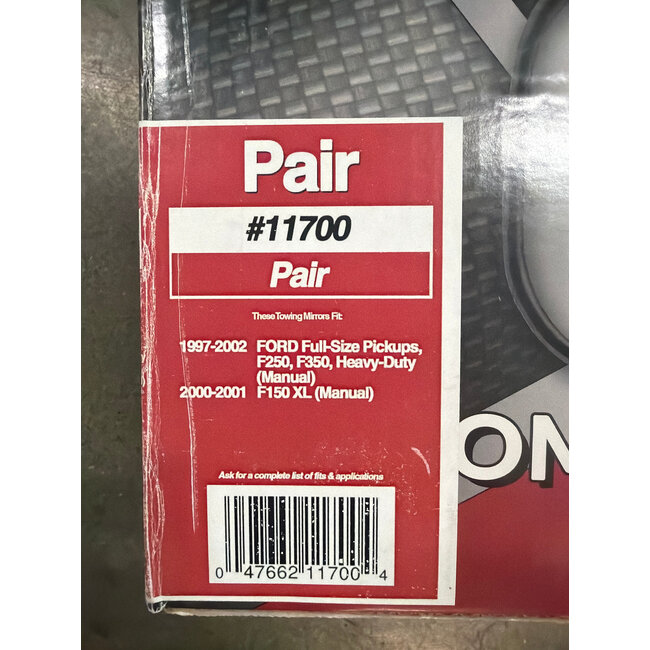 Pair
#11700
Pair
These Towing Mirrors Fit:
1997-2002 FORD Full-Size Pickups,
F250, F350, Heavy-Duty
(Manual)
2000-2001 F150 XL (Manual)
ON
Ask for a complete list of fits & applications
0 47662 11700 4